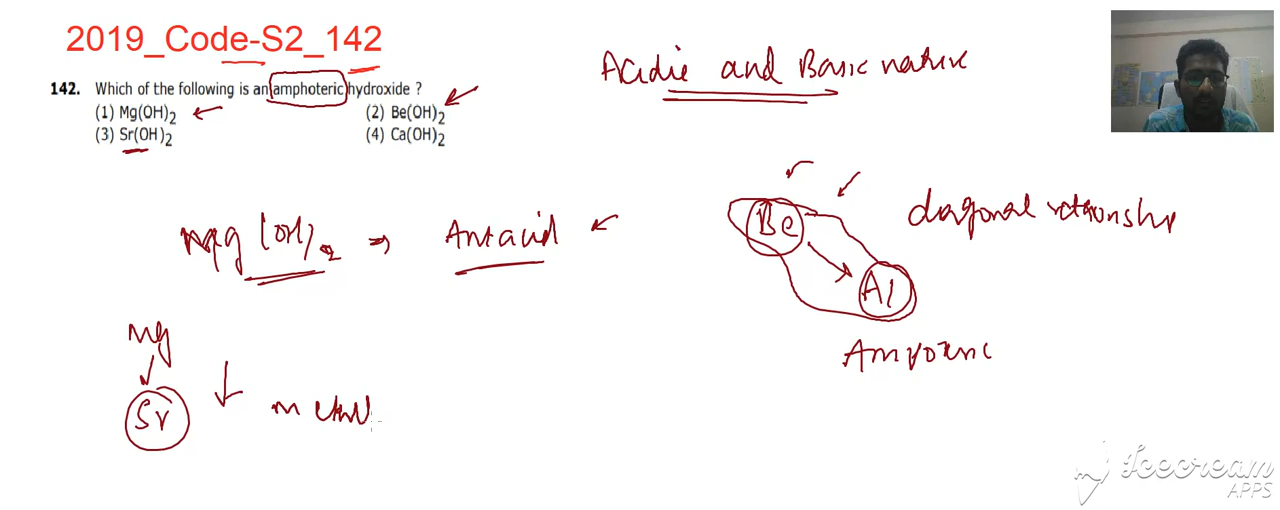 2019_Code-S2_142
142. Which of the following is an amphoteric hydroxide ?
(1) Mg(OH)2 (2) Be(OH)2
(3) Sr(OH)2 (4) Ca(OH)2
Acidic and Basic nature
Mg (OH)2 ⇒ Antacid
Be
Al
diagonal
Mg
Sr
Icecream
APPS